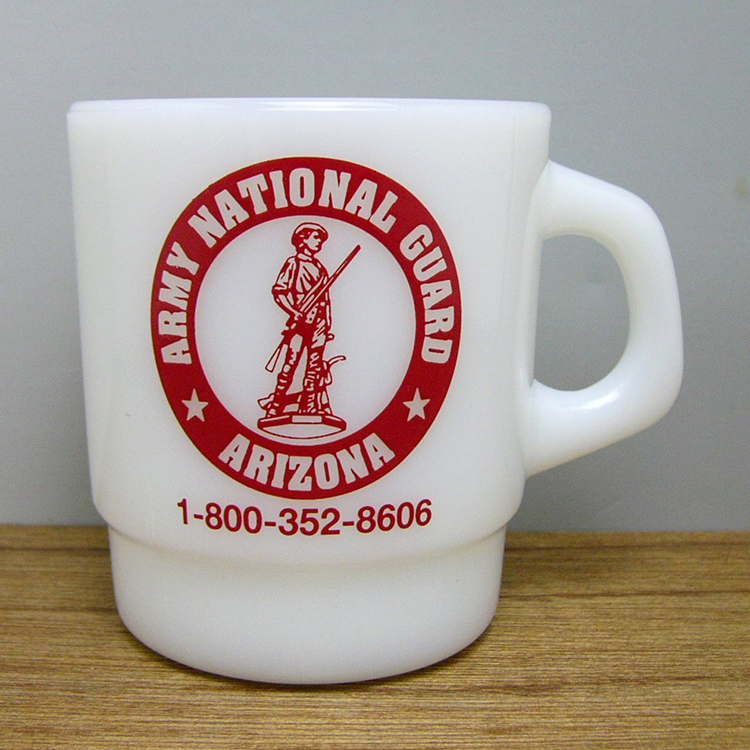 ARMY NATIONAL GUARD
ARIZONA
1-800-352-8606